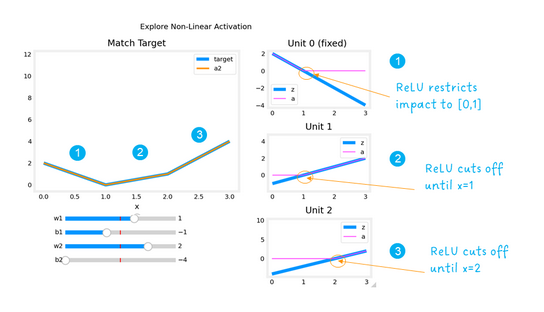 Explore Non-Linear Activation
Match Target
12
10
8
6
4
2
0
target
a2
1
2
3
0.0
0.5
1.0
1.5
2.0
2.5
3.0
x
w1
1
b1
−1
w2
2
b2
−4
Unit 0 (fixed)
2
0
−2
−4
z
a
0
1
2
3
1
ReLU restricts
impact to [0,1]
Unit 1
4
2
0
z
a
0
1
2
3
2
ReLU cuts off
until x=1
Unit 2
10
5
0
z
a
0
1
2
3
3
ReLU cuts off
until x=2